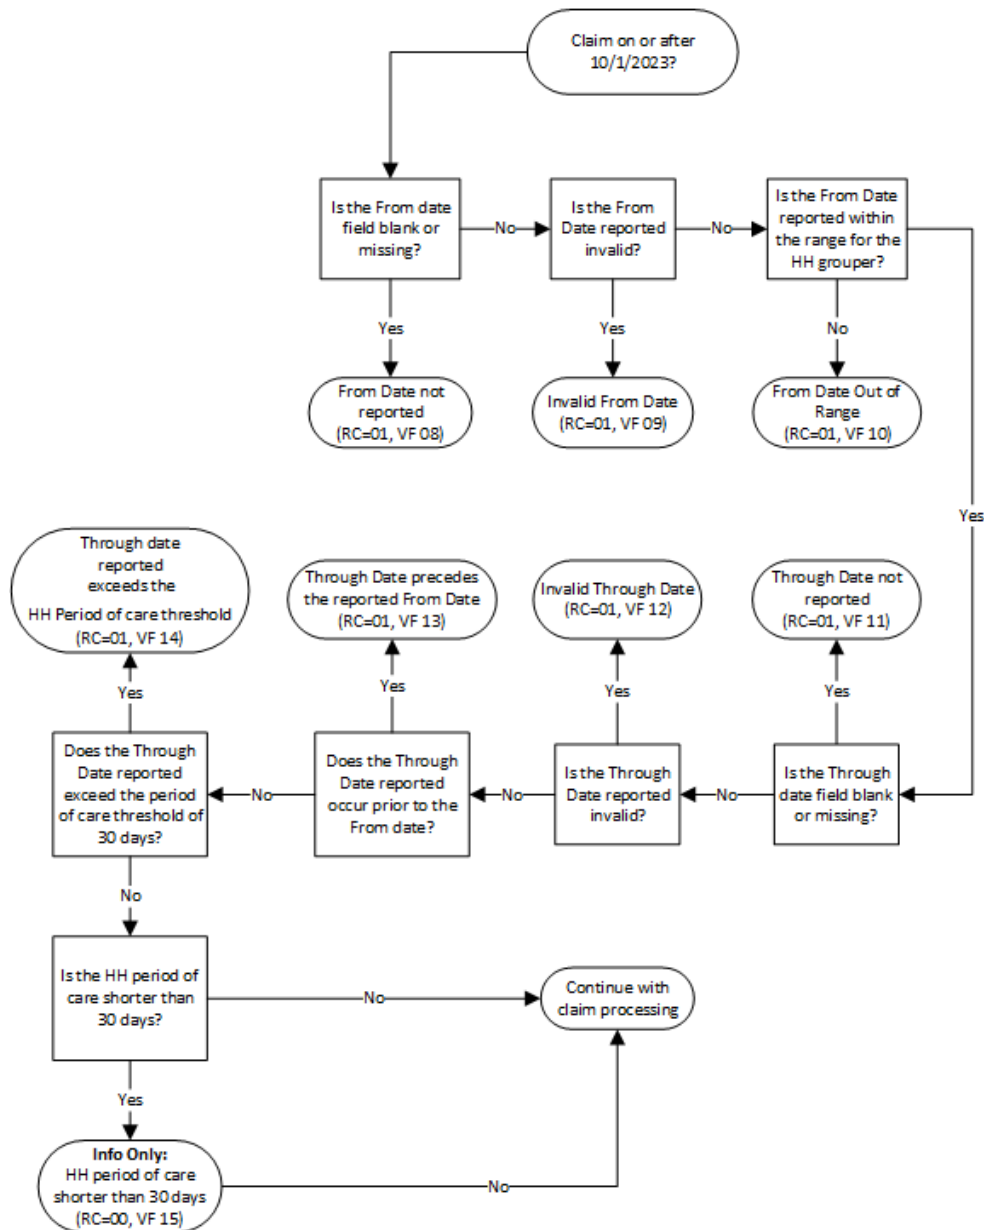 Claim on or after
10/1/2023?
Is the From date
field blank or
missing?
No
Is the From
Date reported
invalid?
No
Is the From Date
reported within
the range for the
HH grouper?
Yes
Yes
No
From Date not
reported
(RC=01, VF 08)
Invalid From Date
(RC=01, VF 09)
From Date Out of
Range
(RC=01, VF 10)
Yes
Through date
reported
exceeds the
HH Period of care threshold
(RC=01, VF 14)
Through Date precedes
the reported From Date
(RC=01, VF 13)
Invalid Through Date
(RC=01, VF 12)
Through Date not
reported
(RC=01, VF 11)
Yes
Yes
Yes
Yes
Does the Through
Date reported
exceed the period
of care threshold of
30 days?
No
Does the Through
Date reported
occur prior to the
From date?
No
Is the Through
Date reported
invalid?
No
Is the Through
date field blank
or missing?
No
Is the HH period of
care shorter than
30 days?
No
Continue with
claim processing
Yes
Info Only:
HH period of care
shorter than 30 days
(RC=00, VF 15)
No